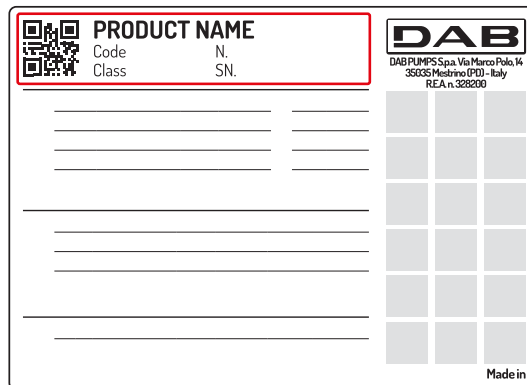 PRODUCT NAME
Code N.
Class SN.
DAB
DAB PUMPS S.p.a. Via Marco Polo, 14
35035 Mestrino (PD) - Italy
R.E.A. n. 328200
Made in